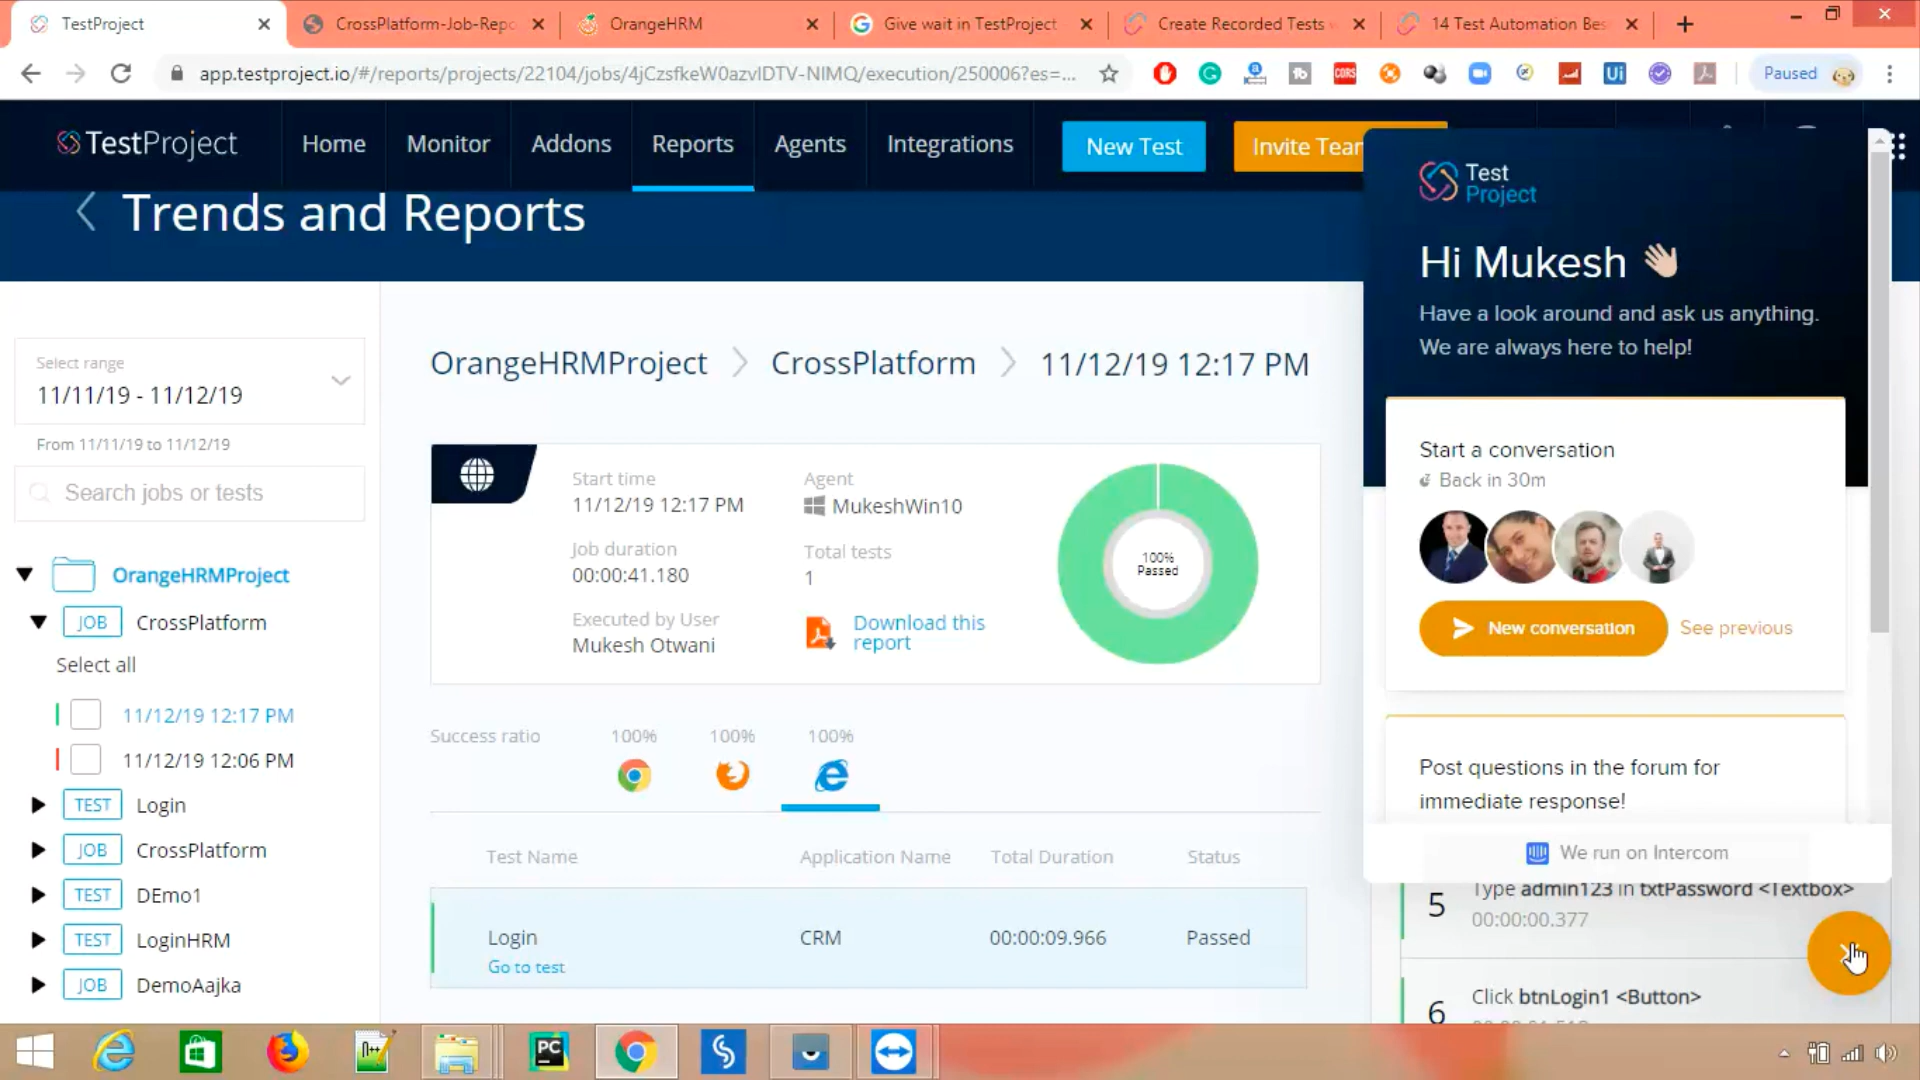 TestProject
CrossPlatform-Job-Repo
OrangeHRM
Give wait in TestProject
Create Recorded Tests
14 Test Automation Bes
app.testproject.io/#/reports/projects/22104/jobs/4jCzsfkeW0azvIDTV-NIMQ/execution/250006?es=...
Paused
TestProject
Home
Monitor
Addons
Reports
Agents
Integrations
New Test
Invite Tear
Trends and Reports
Select range
11/11/19 - 11/12/19
From 11/11/19 to 11/12/19
Search jobs or tests
OrangeHRMProject
JOB CrossPlatform
Select all
11/12/19 12:17 PM
11/12/19 12:06 PM
TEST Login
JOB CrossPlatform
TEST DEmo1
TEST LoginHRM
JOB DemoAajka
OrangeHRMProject
CrossPlatform
11/12/19 12:17 PM
Start time
11/12/19 12:17 PM
Job duration
00:00:41.180
Executed by User
Mukesh Otwani
Agent
MukeshWin10
Total tests
1
Download this
report
100%
Passed
Success ratio
100%
100%
100%
Test Name
Application Name
Total Duration
Status
Login
CRM
00:00:09.966
Passed
Go to test
Test
Project
Hi Mukesh
Have a look around and ask us anything.
We are always here to help!
Start a conversation
Back in 30m
New conversation
See previous
Post questions in the forum for
immediate response!
We run on Intercom
5
Type admin123 in txtPassword <Textbox>
00:00:00.377
6
Click btnLogin1 <Button>